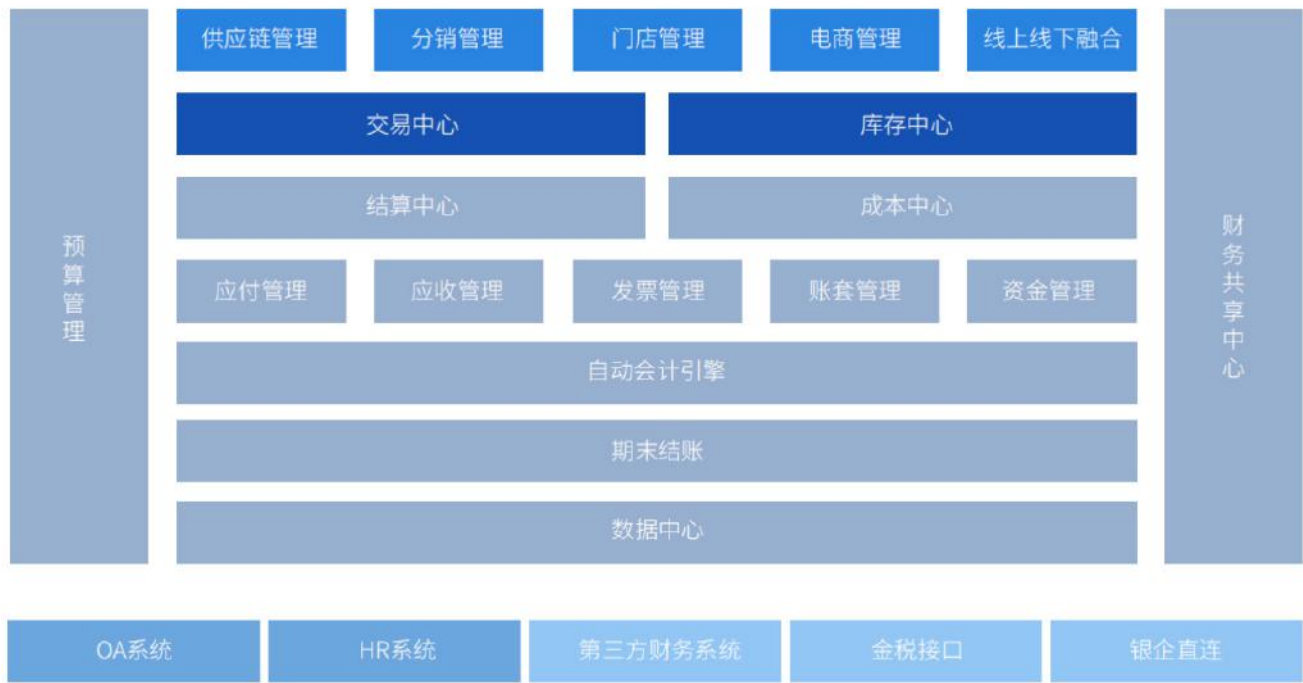 供应链管理
分销管理
门店管理
电商管理
线上线下融合
交易中心
库存中心
结算中心
成本中心
预算管理
财务共享中心
应付管理
应收管理
发票管理
账套管理
资金管理
自动会计引擎
期末结账
数据中心
OA系统
HR系统
第三方财务系统
金税接口
银企直连